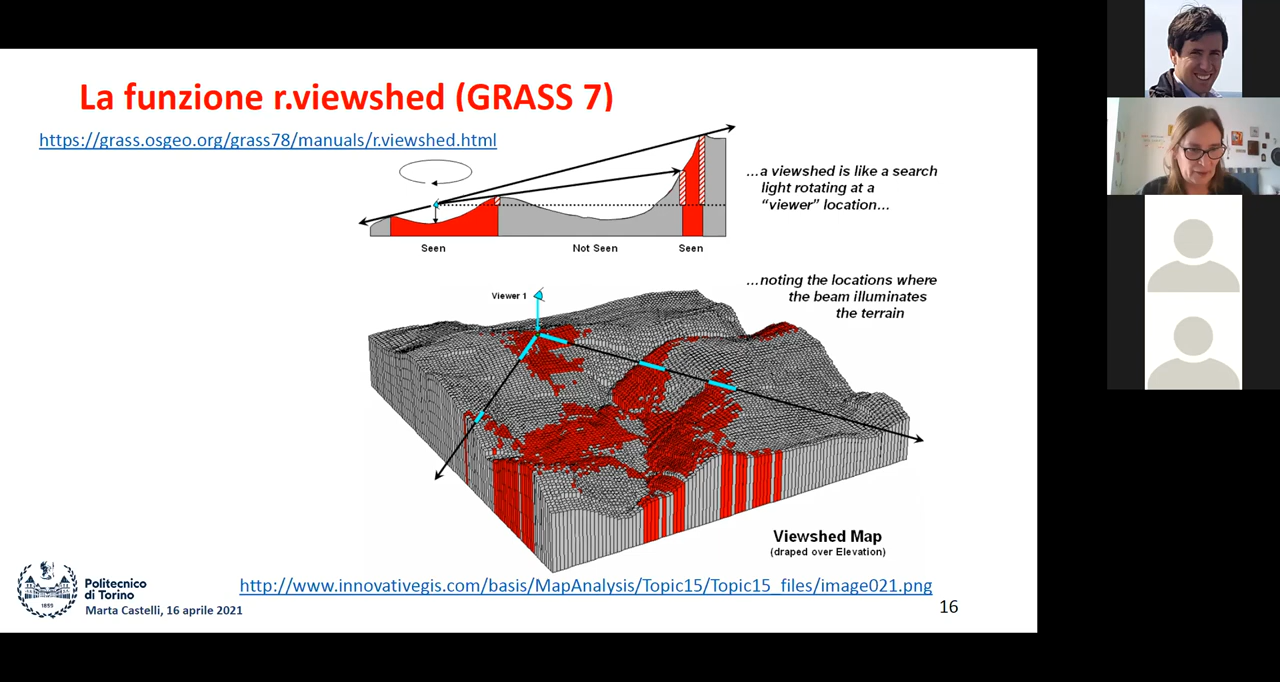 La funzione r.viewshed (GRASS 7)
https://grass.osgeo.org/grass78/manuals/r.viewshed.html
...a viewshed is like a search
light rotating at a
“viewer” location...
Seen
Not Seen
Seen
...noting the locations where
the beam illuminates
the terrain
Viewer 1
Viewshed Map
(draped over Elevation)
http://www.innovativegis.com/basis/MapAnalysis/Topic15/Topic15_files/image021.png
1859
Politecnico
di Torino
Marta Castelli, 16 aprile 2021
16